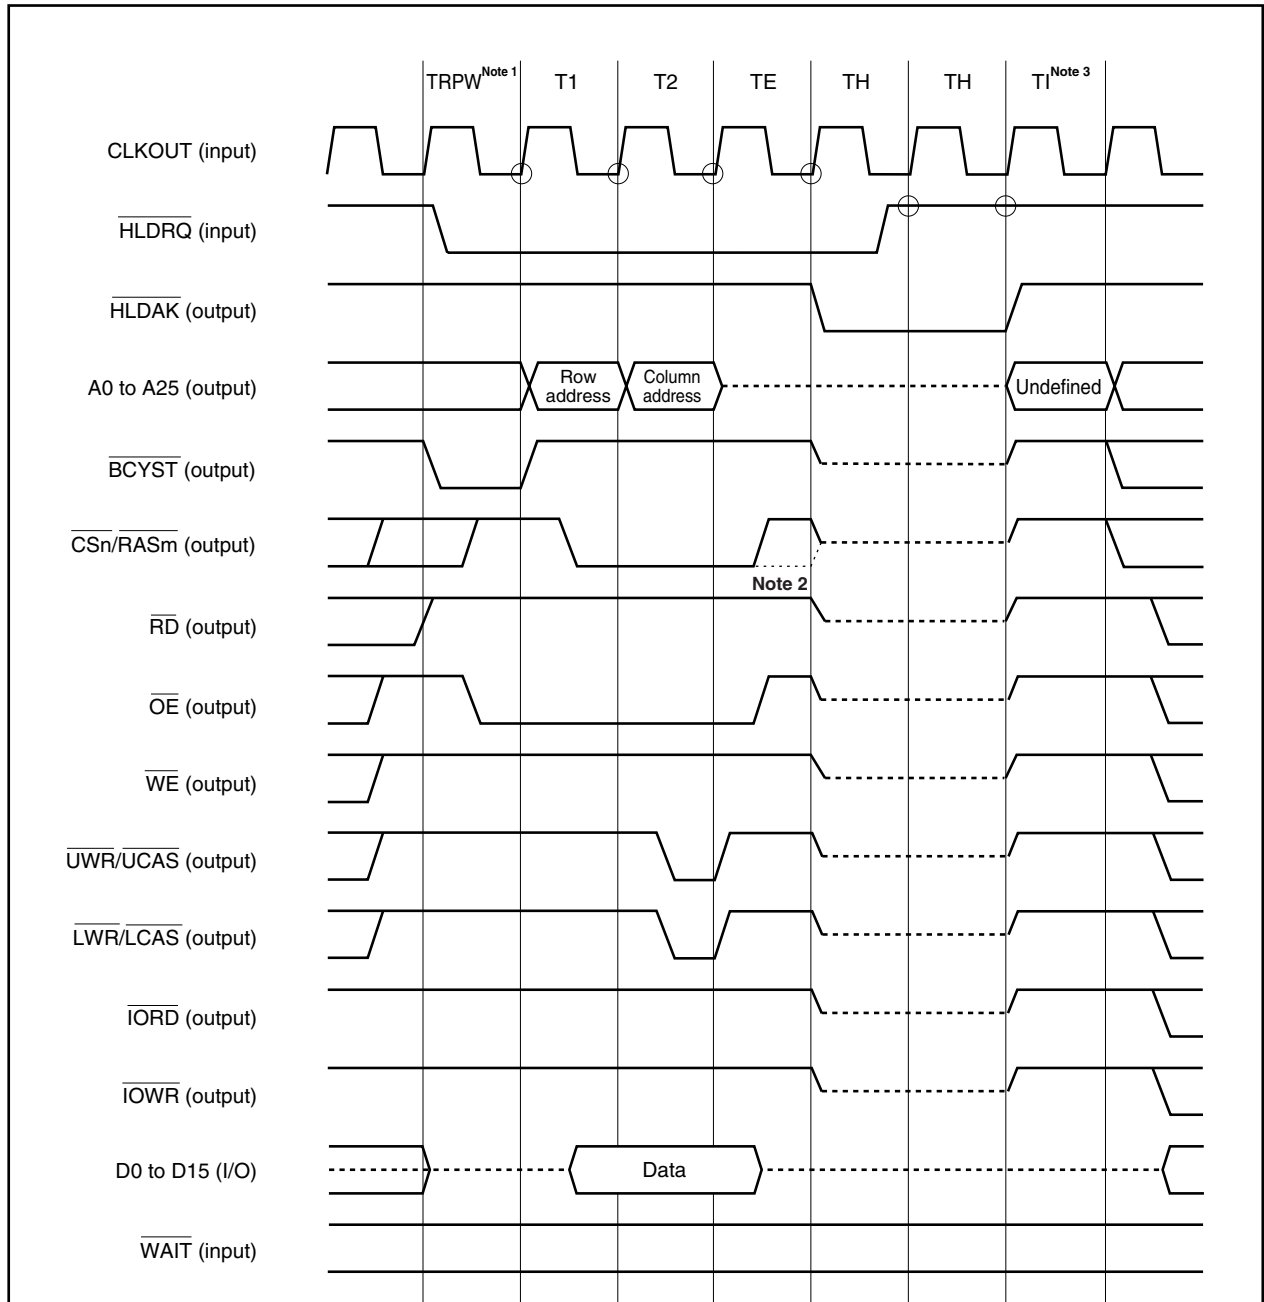 TRPW Note 1 T1 T2 TE TH TH TI Note 3
CLKOUT (input)
HLDRQ (input)
HLDAK (output)
A0 to A25 (output) Row address Column address Undefined
BCYST (output)
CSn/RASm (output)
Note 2
RD (output)
OE (output)
WE (output)
UWR/UCAS (output)
LWR/LCAS (output)
IORD (output)
IOWR (output)
D0 to D15 (I/O) Data
WAIT (input)